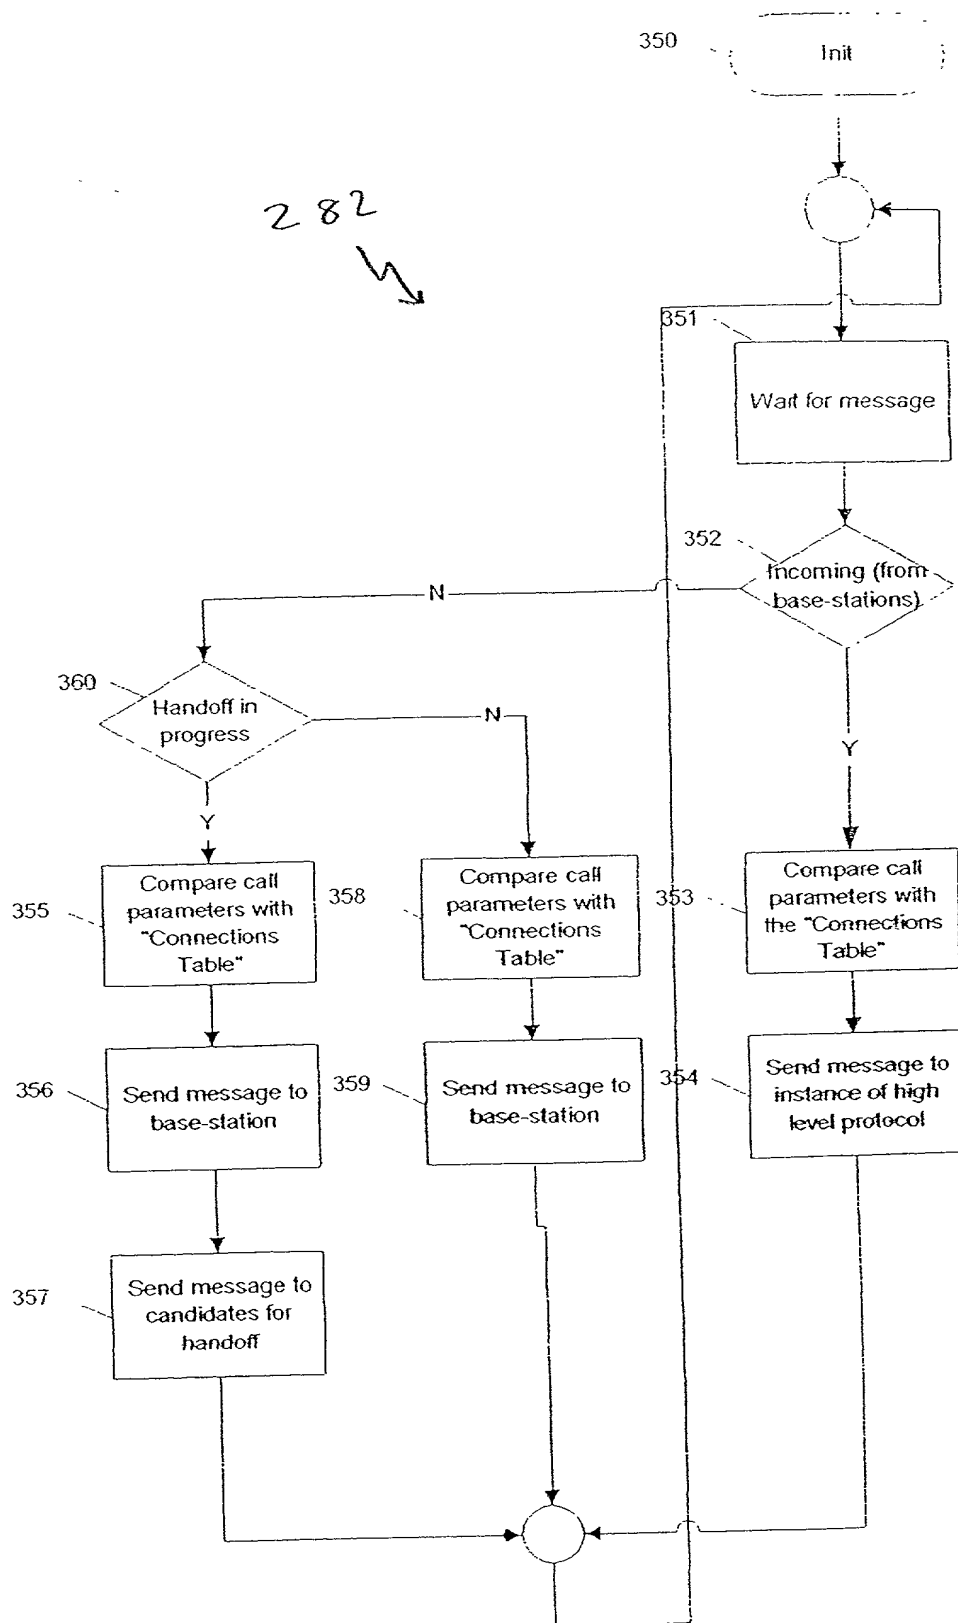 350
Init
282
351
Wait for message
352
Incoming (from
base-stations)
N
360
Handoff in
progress
N
Y
Y
355
Compare call
parameters with
"Connections
Table"
358
Compare call
parameters with
"Connections
Table"
353
Compare call
parameters with
the "Connections
Table"
356
Send message to
base-station
359
Send message to
base-station
354
Send message to
instance of high
level protocol
357
Send message to
candidates for
handoff